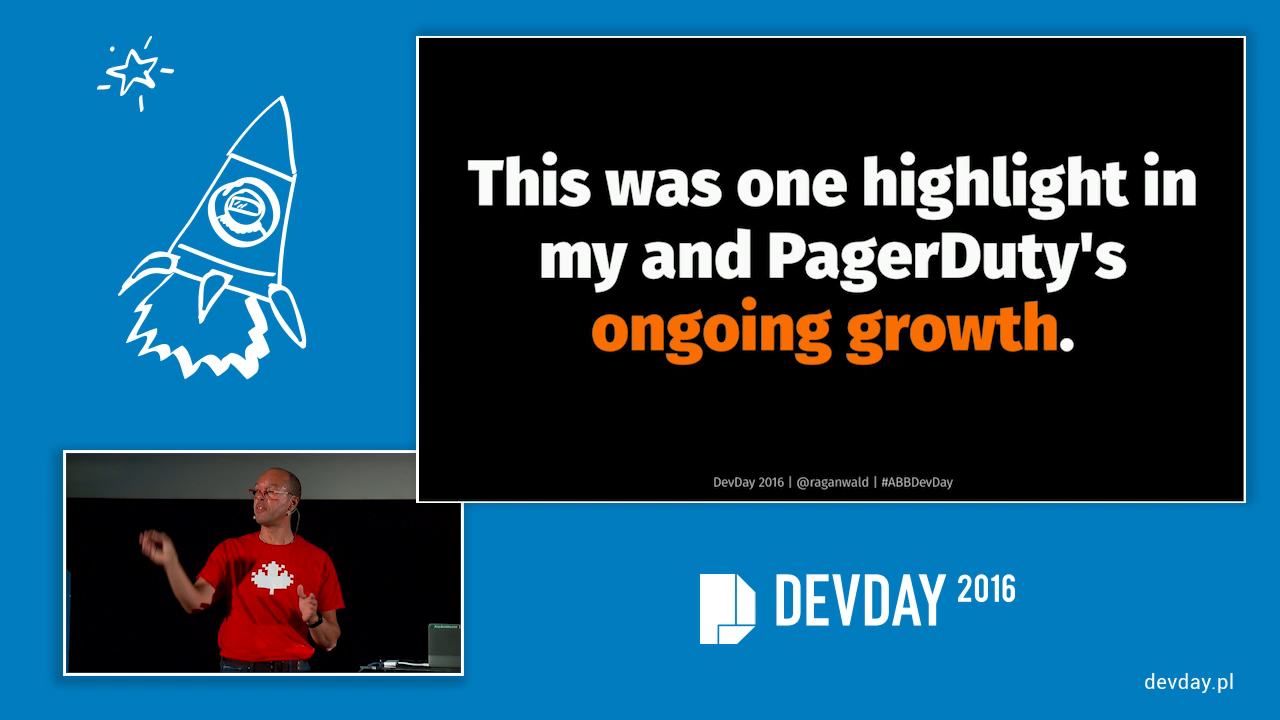 This was one highlight in
my and PagerDuty's
ongoing growth.
DevDay 2016 | @raganwald | #ABBDevDay
DEVDAY 2016
devday.pl